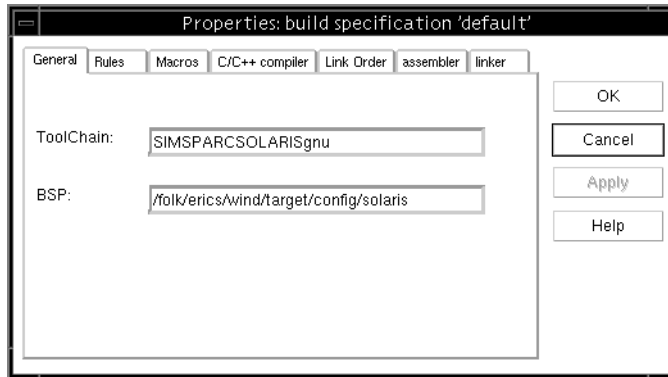 Properties: build specification 'default'
General Rules Macros C/C++ compiler Link Order assembler linker
ToolChain: SIMSPARCSOLARISgnu
BSP: /folk/erics/wind/target/config/solaris
OK
Cancel
Apply
Help